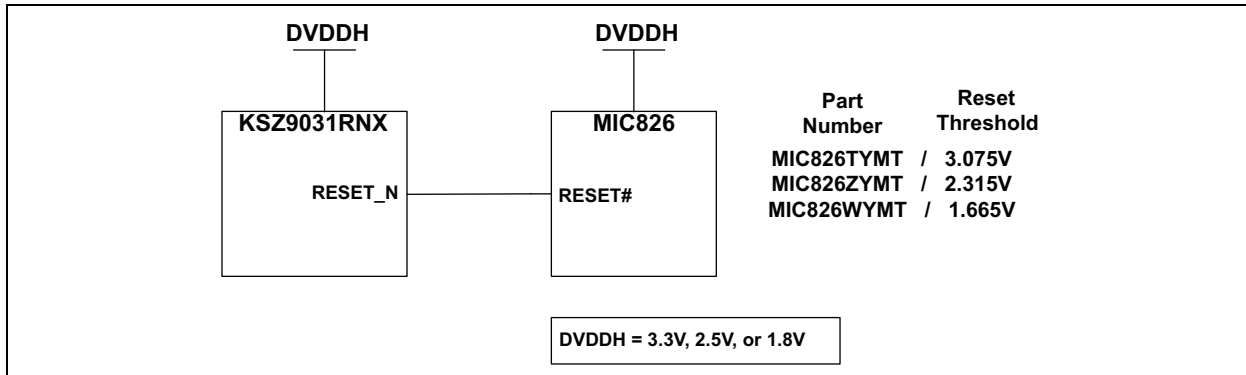 DVDDH
DVDDH
KSZ9031RNX
MIC826
RESET_N
RESET#
Part Number
Reset Threshold
MIC826TYMT / 3.075V
MIC826ZYMT / 2.315V
MIC826WYMT / 1.665V
DVDDH = 3.3V, 2.5V, or 1.8V